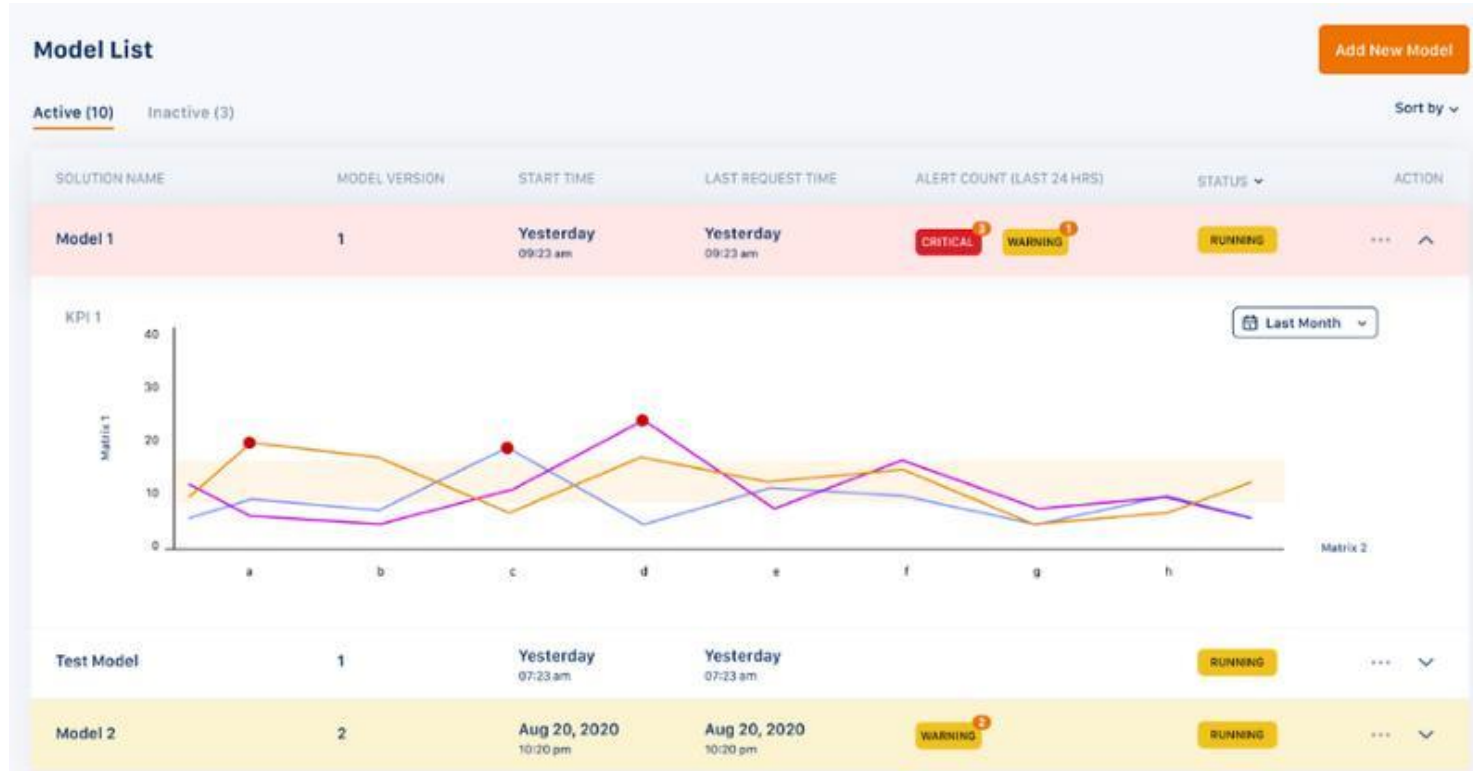 Model List
Add New Model
Active (10) Inactive (3)
Sort by
SOLUTION NAME MODEL VERSION START TIME LAST REQUEST TIME ALERT COUNT (LAST 24 HRS) STATUS ACTION
Model 1 1 Yesterday Yesterday CRITICAL 3 WARNING 1 RUNNING ...
09:23 am 09:23 am
KPI 1
Last Month
40
30
20
10
0
Matrix 1
a b c d e f g h
Matrix 2
Test Model 1 Yesterday Yesterday RUNNING ...
07:23 am 07:23 am
Model 2 2 Aug 20, 2020 Aug 20, 2020 WARNING 2 RUNNING ...
10:20 pm 10:20 pm